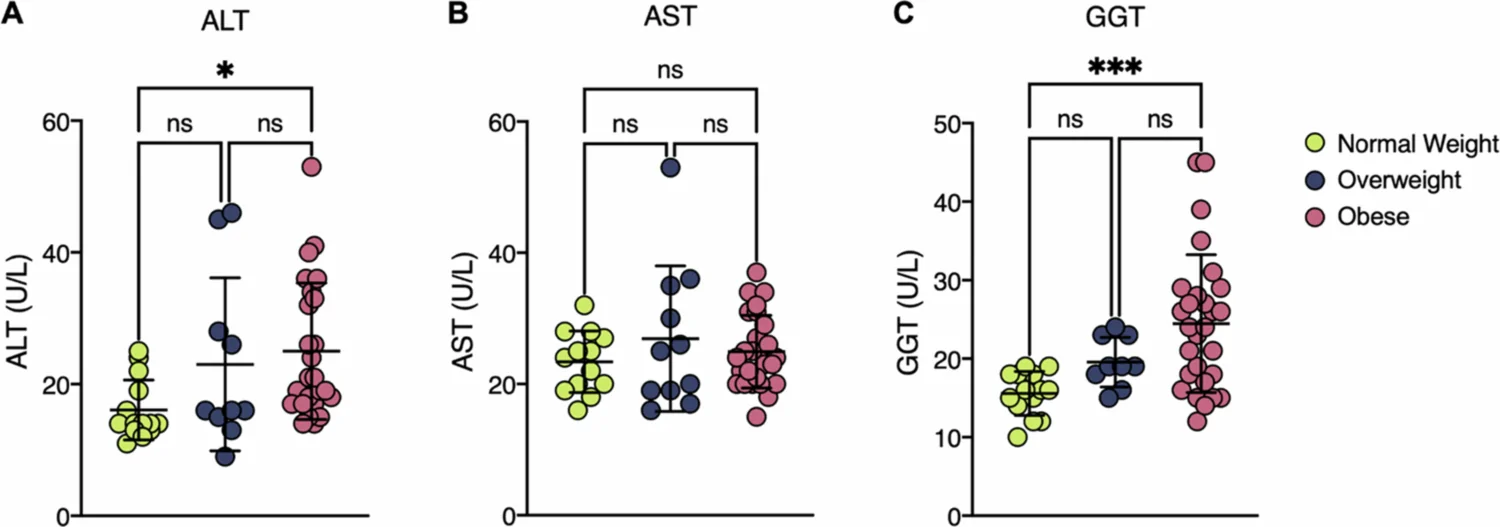 A
ALT
*
ns
ns
ALT (U/L)
60
40
20
0
B
AST
ns
ns
ns
AST (U/L)
60
40
20
0
C
GGT
***
ns
ns
GGT (U/L)
50
40
30
20
10
0
Normal Weight
Overweight
Obese